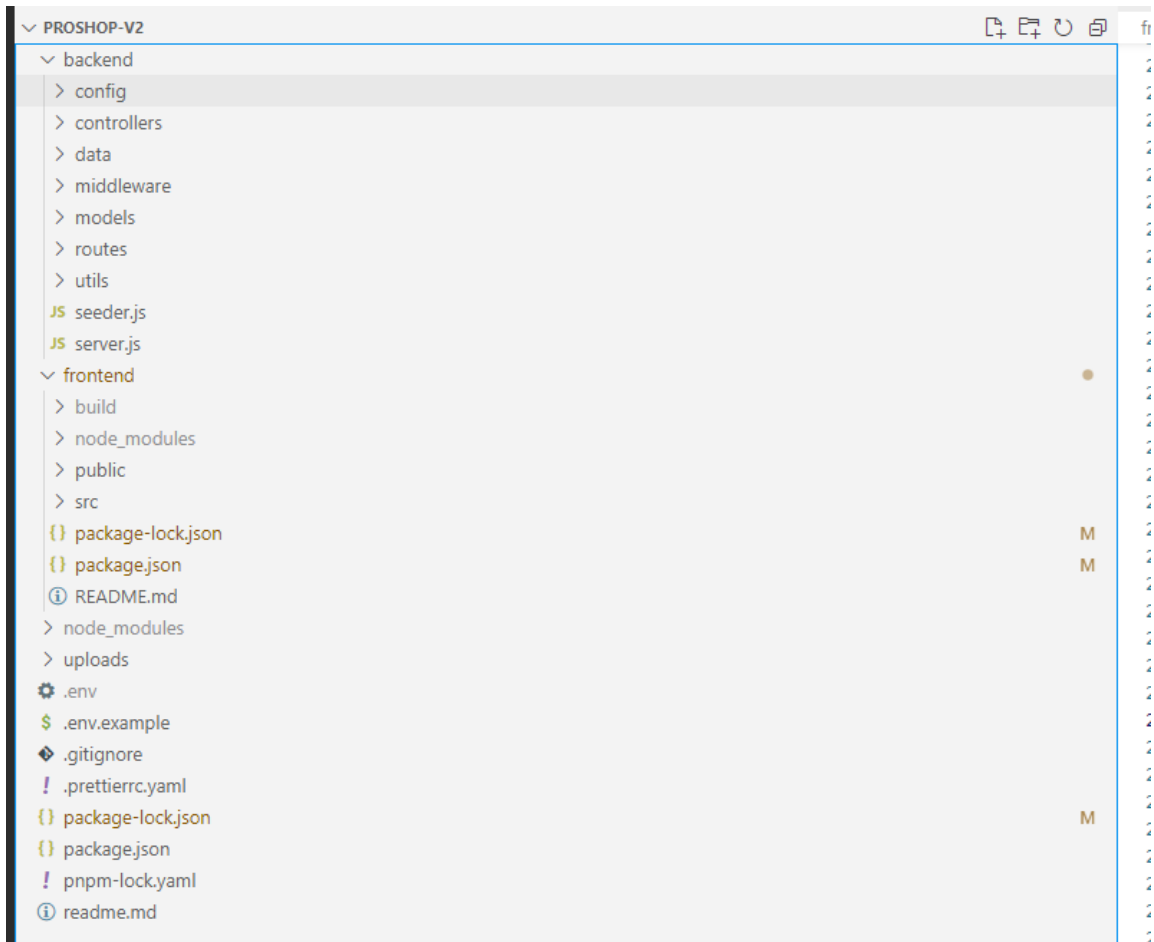 PROSHOP-V2
backend
config
controllers
data
middleware
models
routes
utils
JS seeder.js
JS server.js
frontend
build
node_modules
public
src
{} package-lock.json M
{} package.json M
README.md
node_modules
uploads
.env
$ .env.example
.gitignore
! .prettierrc.yaml
{} package-lock.json M
{} package.json
! pnpm-lock.yaml
readme.md